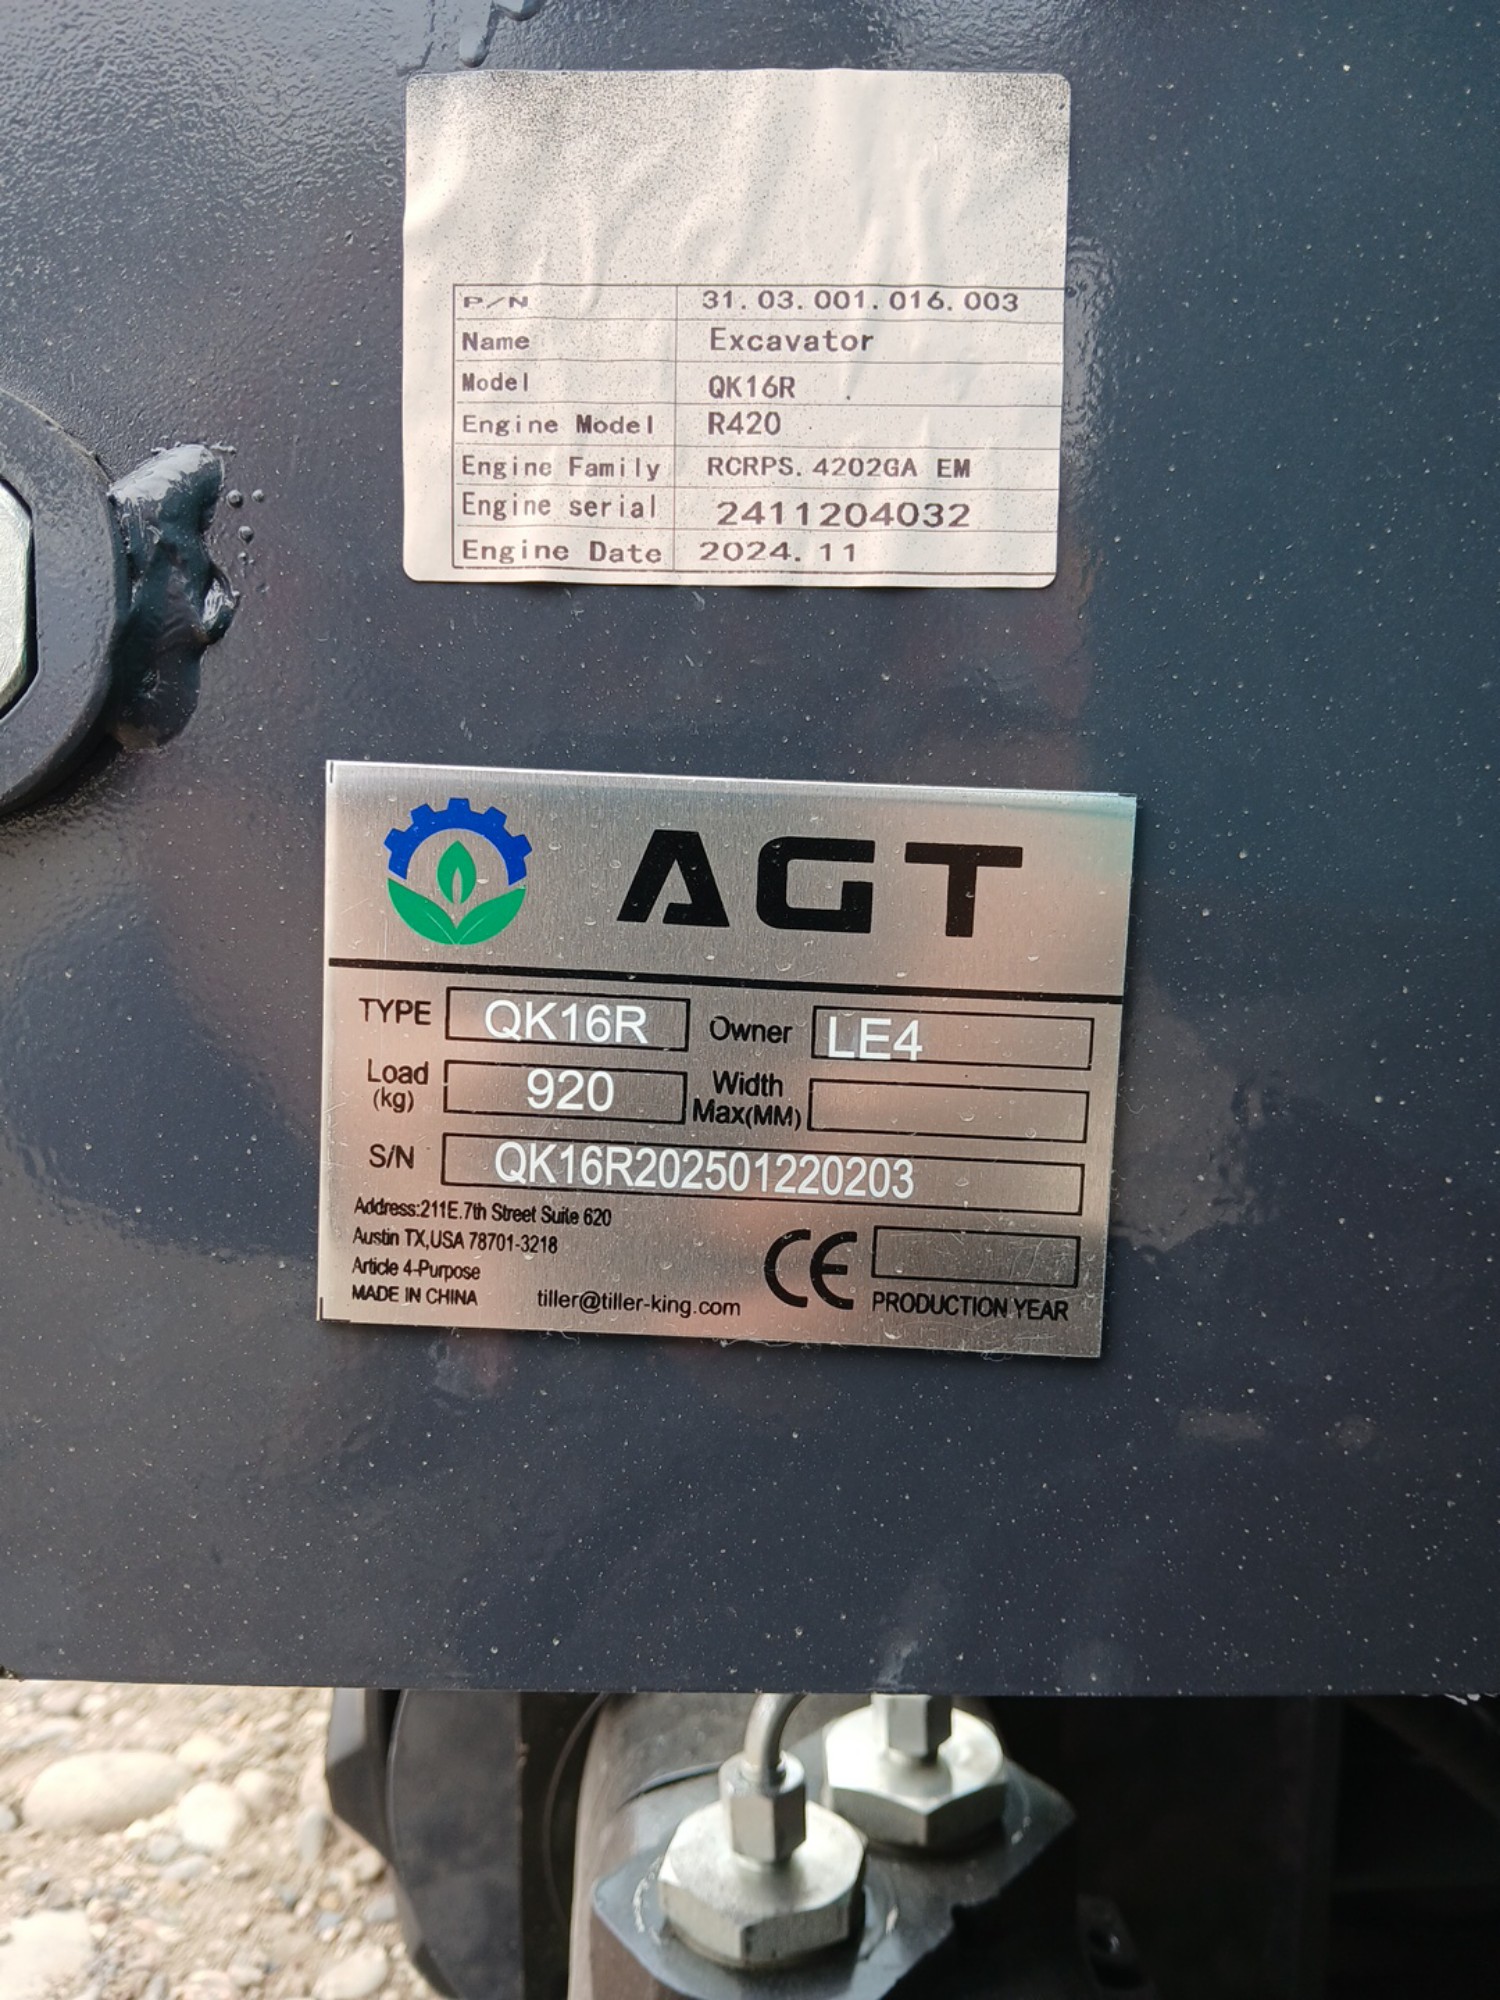 P/N 31.03.001.016.003
Name Excavator
Model QK16R
Engine Model R420
Engine Family RCRPS.4202GA EM
Engine serial 2411204032
Engine Date 2024.11
AGT
TYPE QK16R Owner LE4
Load (kg) 920 Width Max(MM)
S/N QK16R202501220203
Address:211E.7th Street Suite 620
Austin TX,USA 78701-3218
Article 4-Purpose
MADE IN CHINA tiller@tiller-king.com
CE PRODUCTION YEAR